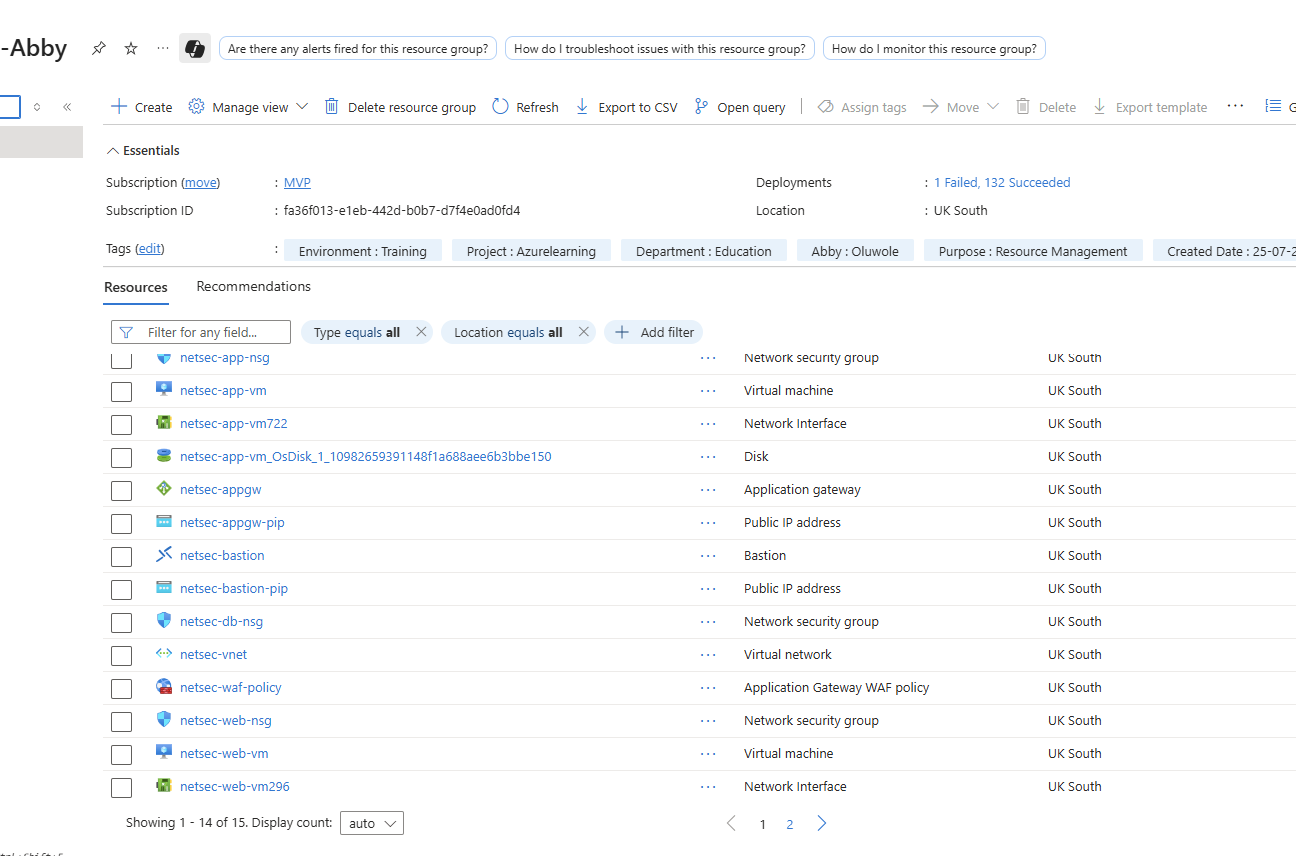 -Abby
Are there any alerts fired for this resource group?
How do I troubleshoot issues with this resource group?
How do I monitor this resource group?
Create
Manage view
Delete resource group
Refresh
Export to CSV
Open query
Assign tags
Move
Delete
Export template
Essentials
Subscription (move) : MVP
Deployments : 1 Failed, 132 Succeeded
Subscription ID : fa36f013-e1eb-442d-b0b7-d7f4e0ad0fd4
Location : UK South
Tags (edit) : Environment : Training Project : Azurelearning Department : Education Abby : Oluwole Purpose : Resource Management Created Date : 25-07-2
Resources Recommendations
Filter for any field... Type equals all Location equals all Add filter
netsec-app-nsg ... Network security group UK South
netsec-app-vm ... Virtual machine UK South
netsec-app-vm722 ... Network Interface UK South
netsec-app-vm_OsDisk_1_10982659391148f1a688aee6b3bbe150 ... Disk UK South
netsec-appgw ... Application gateway UK South
netsec-appgw-pip ... Public IP address UK South
netsec-bastion ... Bastion UK South
netsec-bastion-pip ... Public IP address UK South
netsec-db-nsg ... Network security group UK South
netsec-vnet ... Virtual network UK South
netsec-waf-policy ... Application Gateway WAF policy UK South
netsec-web-nsg ... Network security group UK South
netsec-web-vm ... Virtual machine UK South
netsec-web-vm296 ... Network Interface UK South
Showing 1 - 14 of 15. Display count: auto
1 2